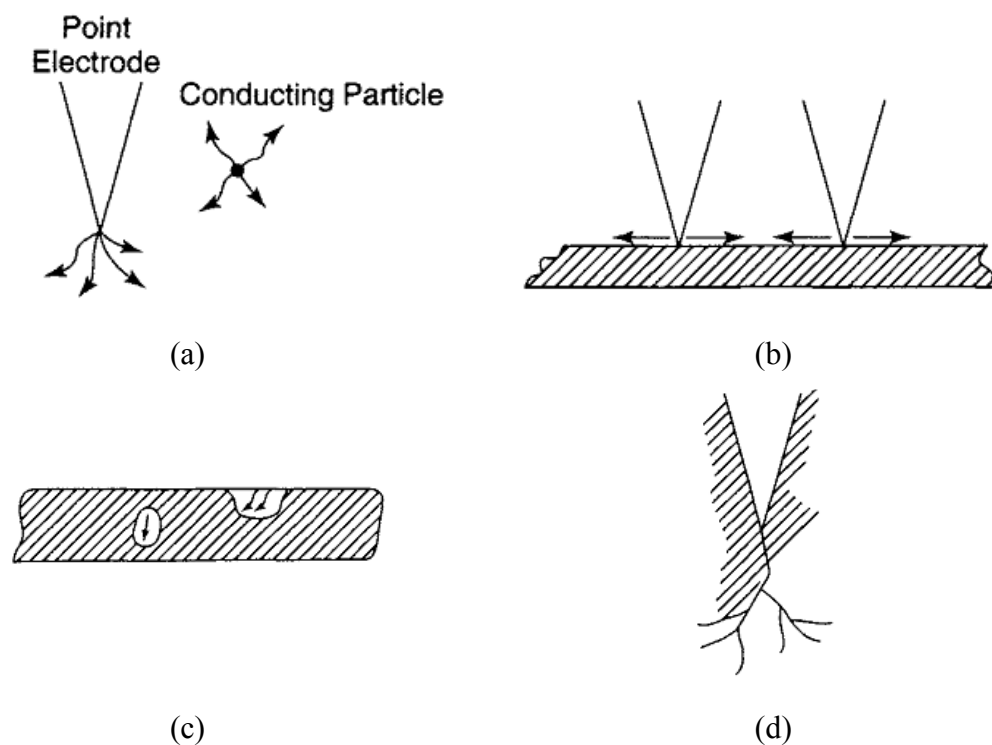 Point
Electrode
Conducting Particle
(a)
(b)
(c)
(d)